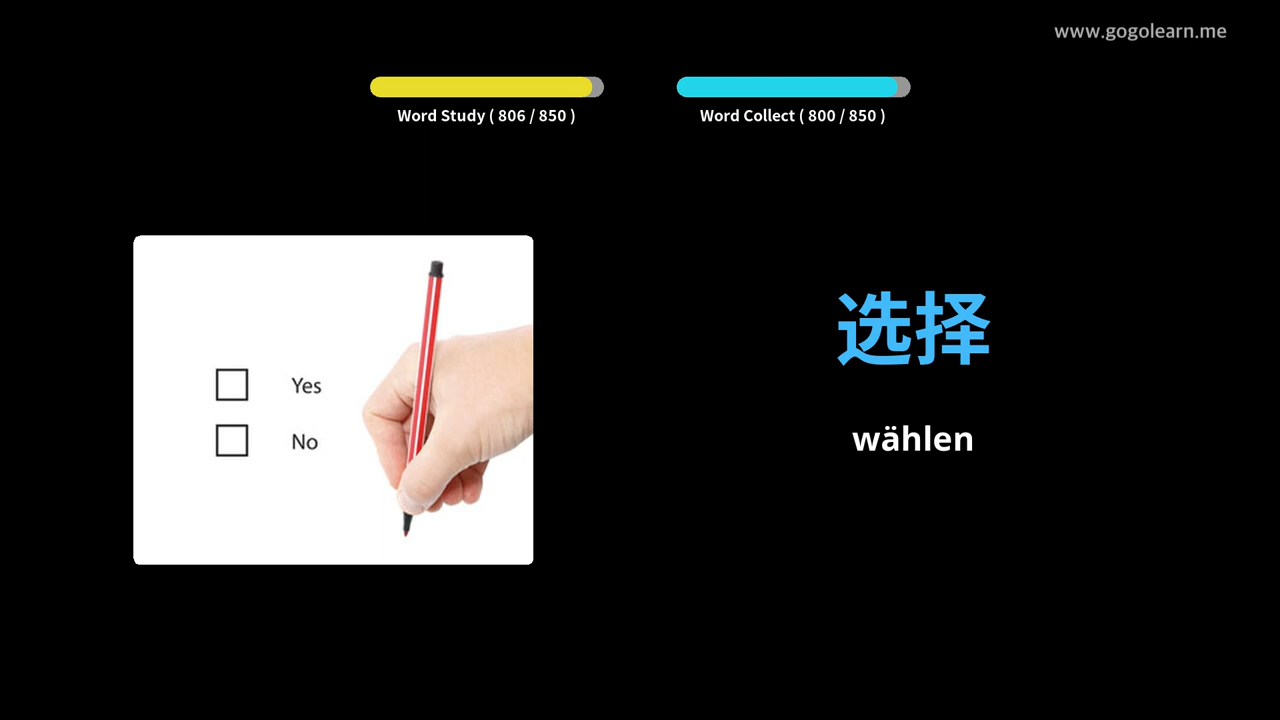 www.gogolearn.me
Word Study ( 806 / 850 )
Word Collect ( 800 / 850 )
Yes
No
选择
wählen